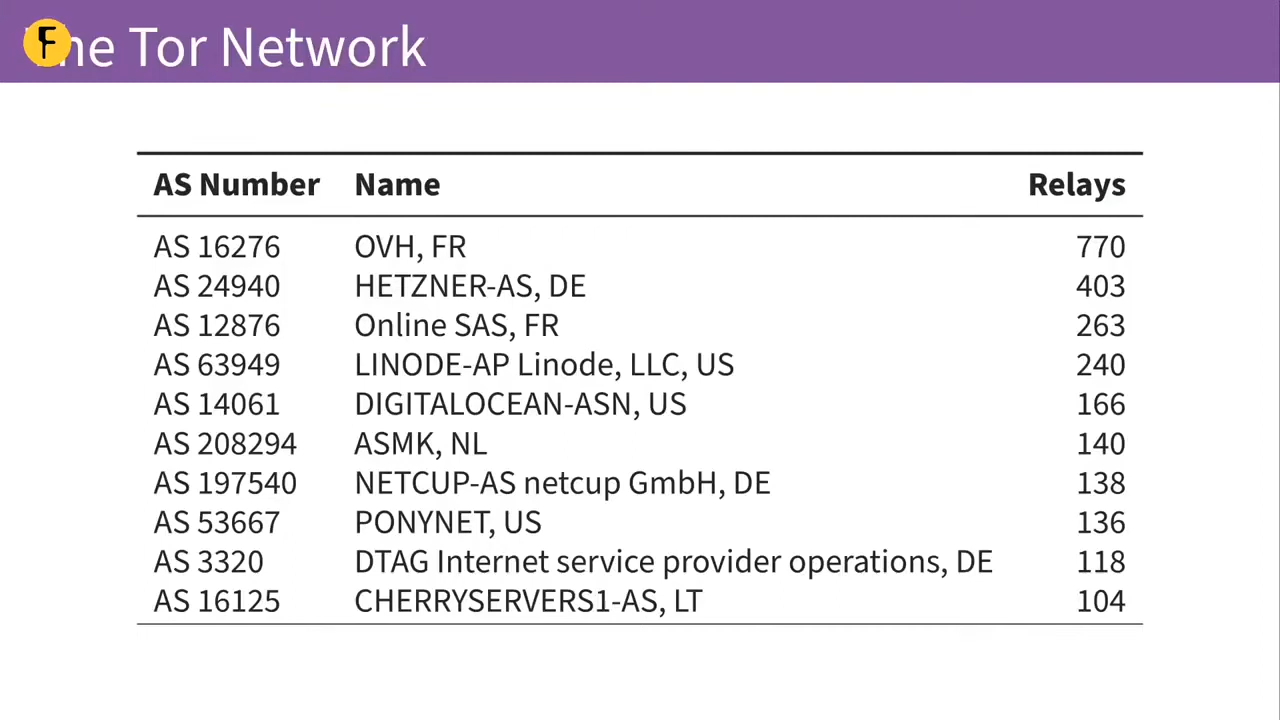 The Tor Network
AS Number Name Relays
AS 16276 OVH, FR 770
AS 24940 HETZNER-AS, DE 403
AS 12876 Online SAS, FR 263
AS 63949 LINODE-AP Linode, LLC, US 240
AS 14061 DIGITALOCEAN-ASN, US 166
AS 208294 ASMK, NL 140
AS 197540 NETCUP-AS netcup GmbH, DE 138
AS 53667 PONYNET, US 136
AS 3320 DTAG Internet service provider operations, DE 118
AS 16125 CHERRYSERVERS1-AS, LT 104